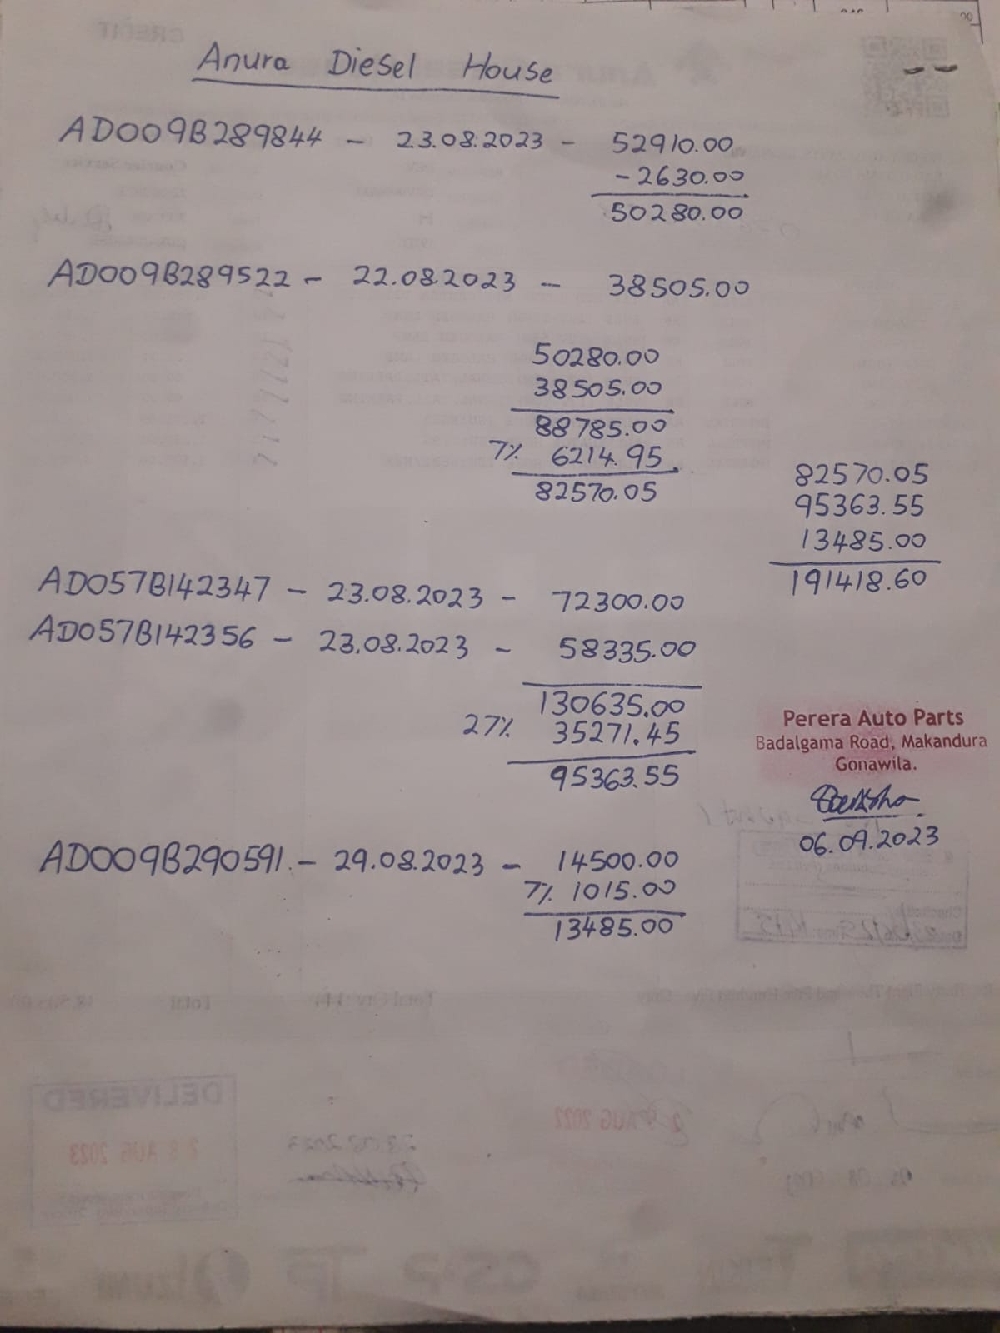 Anura Diesel House
AD009B289844 - 23.08.2023 - 52910.00
-2630.00
50280.00
AD009B289522 - 22.08.2023 - 38505.00
50280.00
38505.00
88785.00
7% 6214.95
82570.05
82570.05
95363.55
13485.00
191418.60
AD057B142347 - 23.08.2023 - 72300.00
AD057B142356 - 23.08.2023 - 58335.00
130635.00
27% 35271.45
95363.55
Perera Auto Parts
Badalgama Road, Makandura
Gonawila.
06.09.2023
AD009B290591. - 29.08.2023 - 14500.00
7% 1015.00
13485.00
DELIVERED